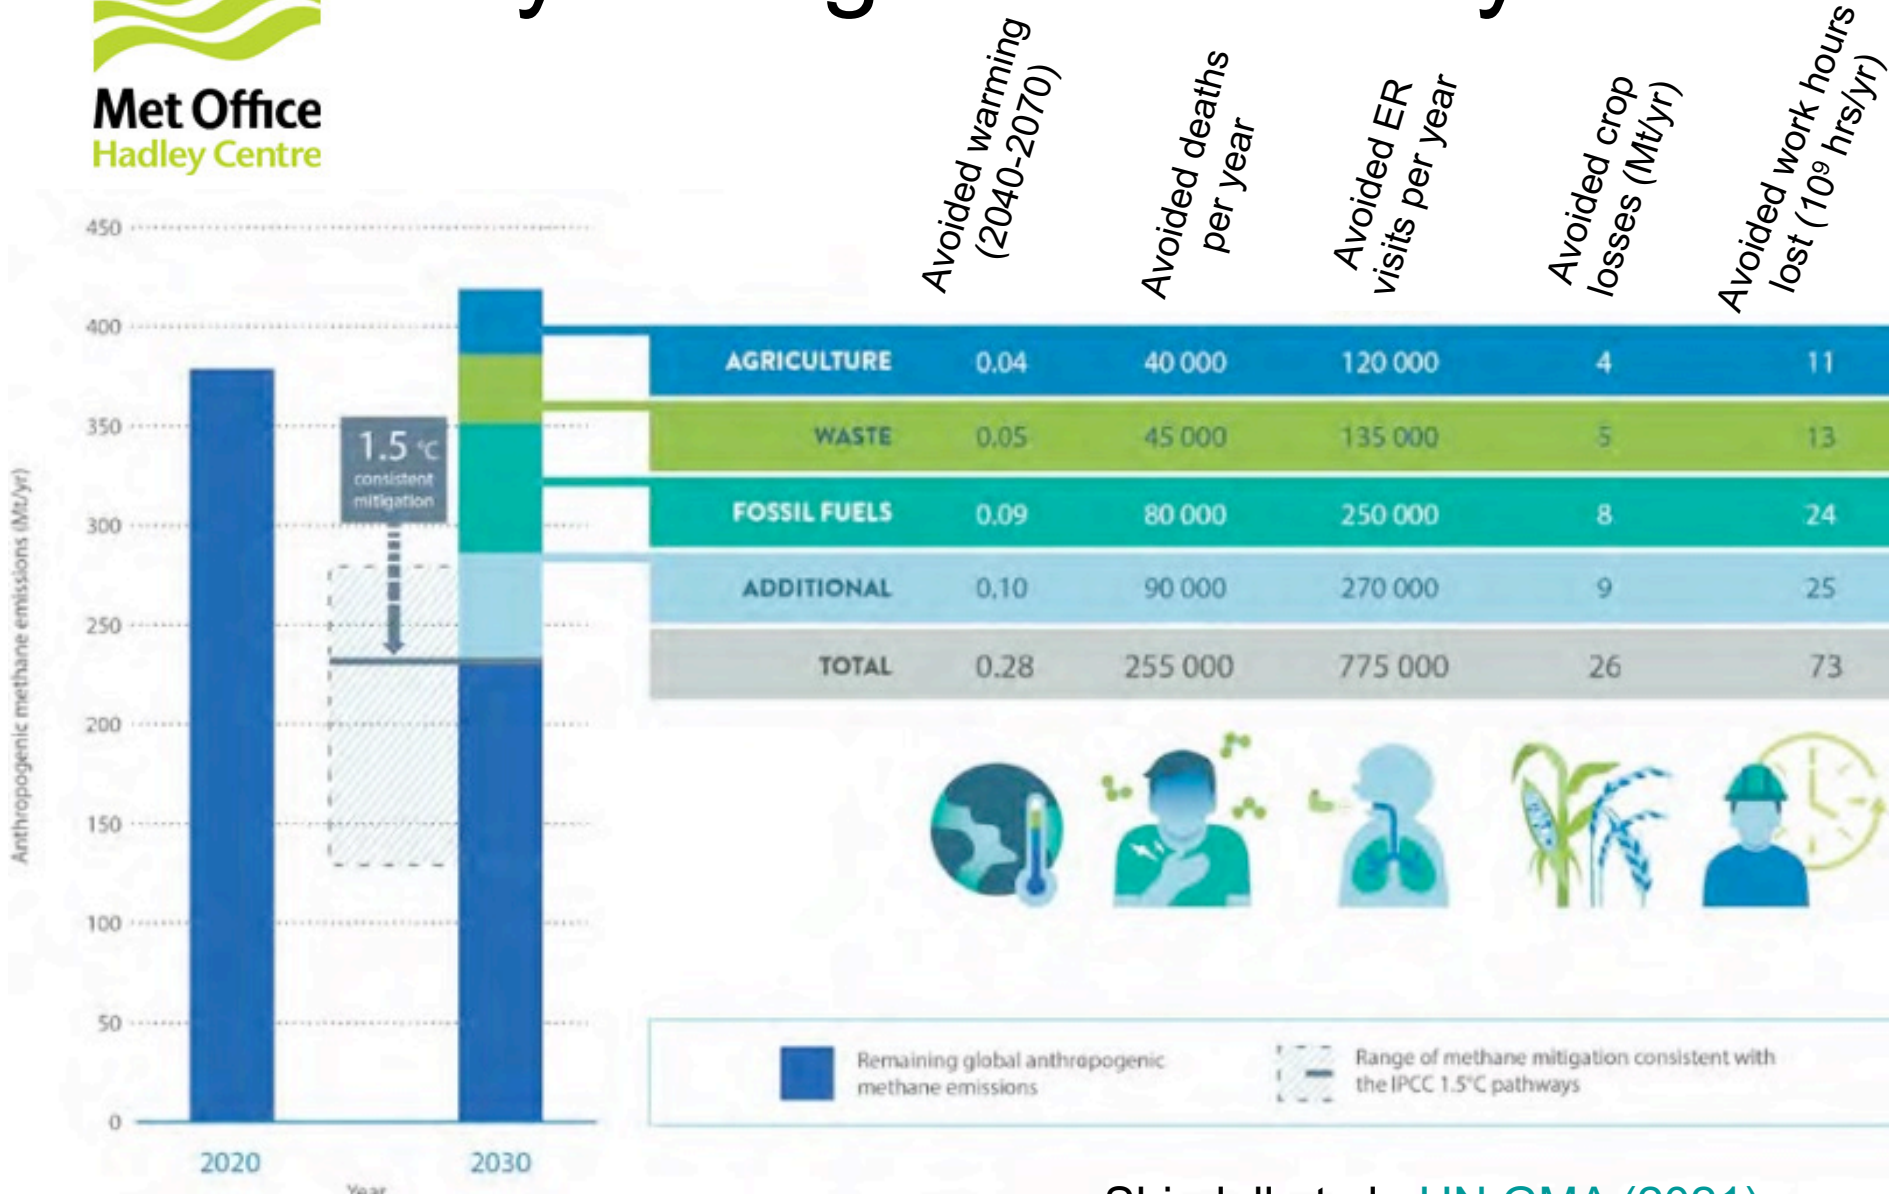 Met Office
Hadley Centre
Avoided warming
(2040-2070)
Avoided deaths
per year
Avoided ER
visits per year
Avoided crop
losses (Mt/yr)
Avoided work hours
lost (10⁹ hrs/yr)
Anthropogenic methane emissions (Mt/yr)
450
400
350
300
250
200
150
100
50
0
1.5 °C
consistent
mitigation
AGRICULTURE 0.04 40 000 120 000 4 11
WASTE 0.05 45 000 135 000 5 13
FOSSIL FUELS 0.09 80 000 250 000 8 24
ADDITIONAL 0.10 90 000 270 000 9 25
TOTAL 0.28 255 000 775 000 26 73
Remaining global anthropogenic
methane emissions
Range of methane mitigation consistent with
the IPCC 1.5°C pathways
2020 2030
Year